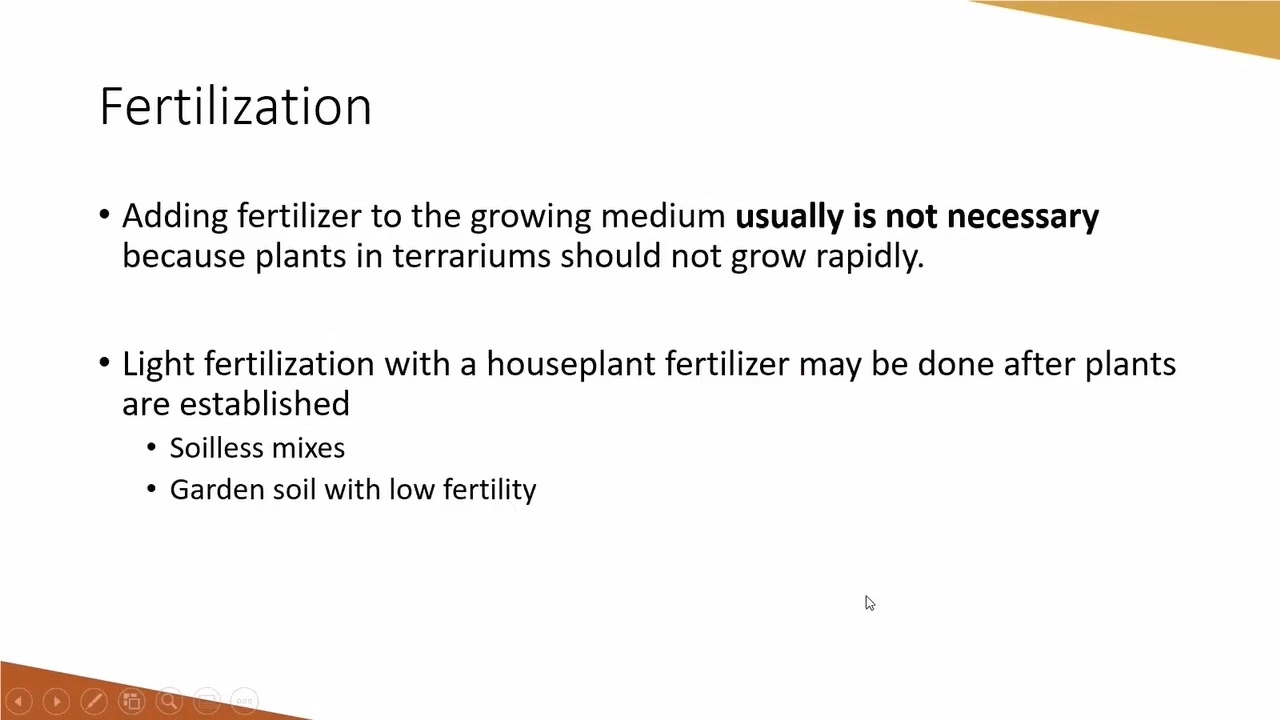 Fertilization
• Adding fertilizer to the growing medium usually is not necessary
because plants in terrariums should not grow rapidly.
• Light fertilization with a houseplant fertilizer may be done after plants
are established
• Soilless mixes
• Garden soil with low fertility